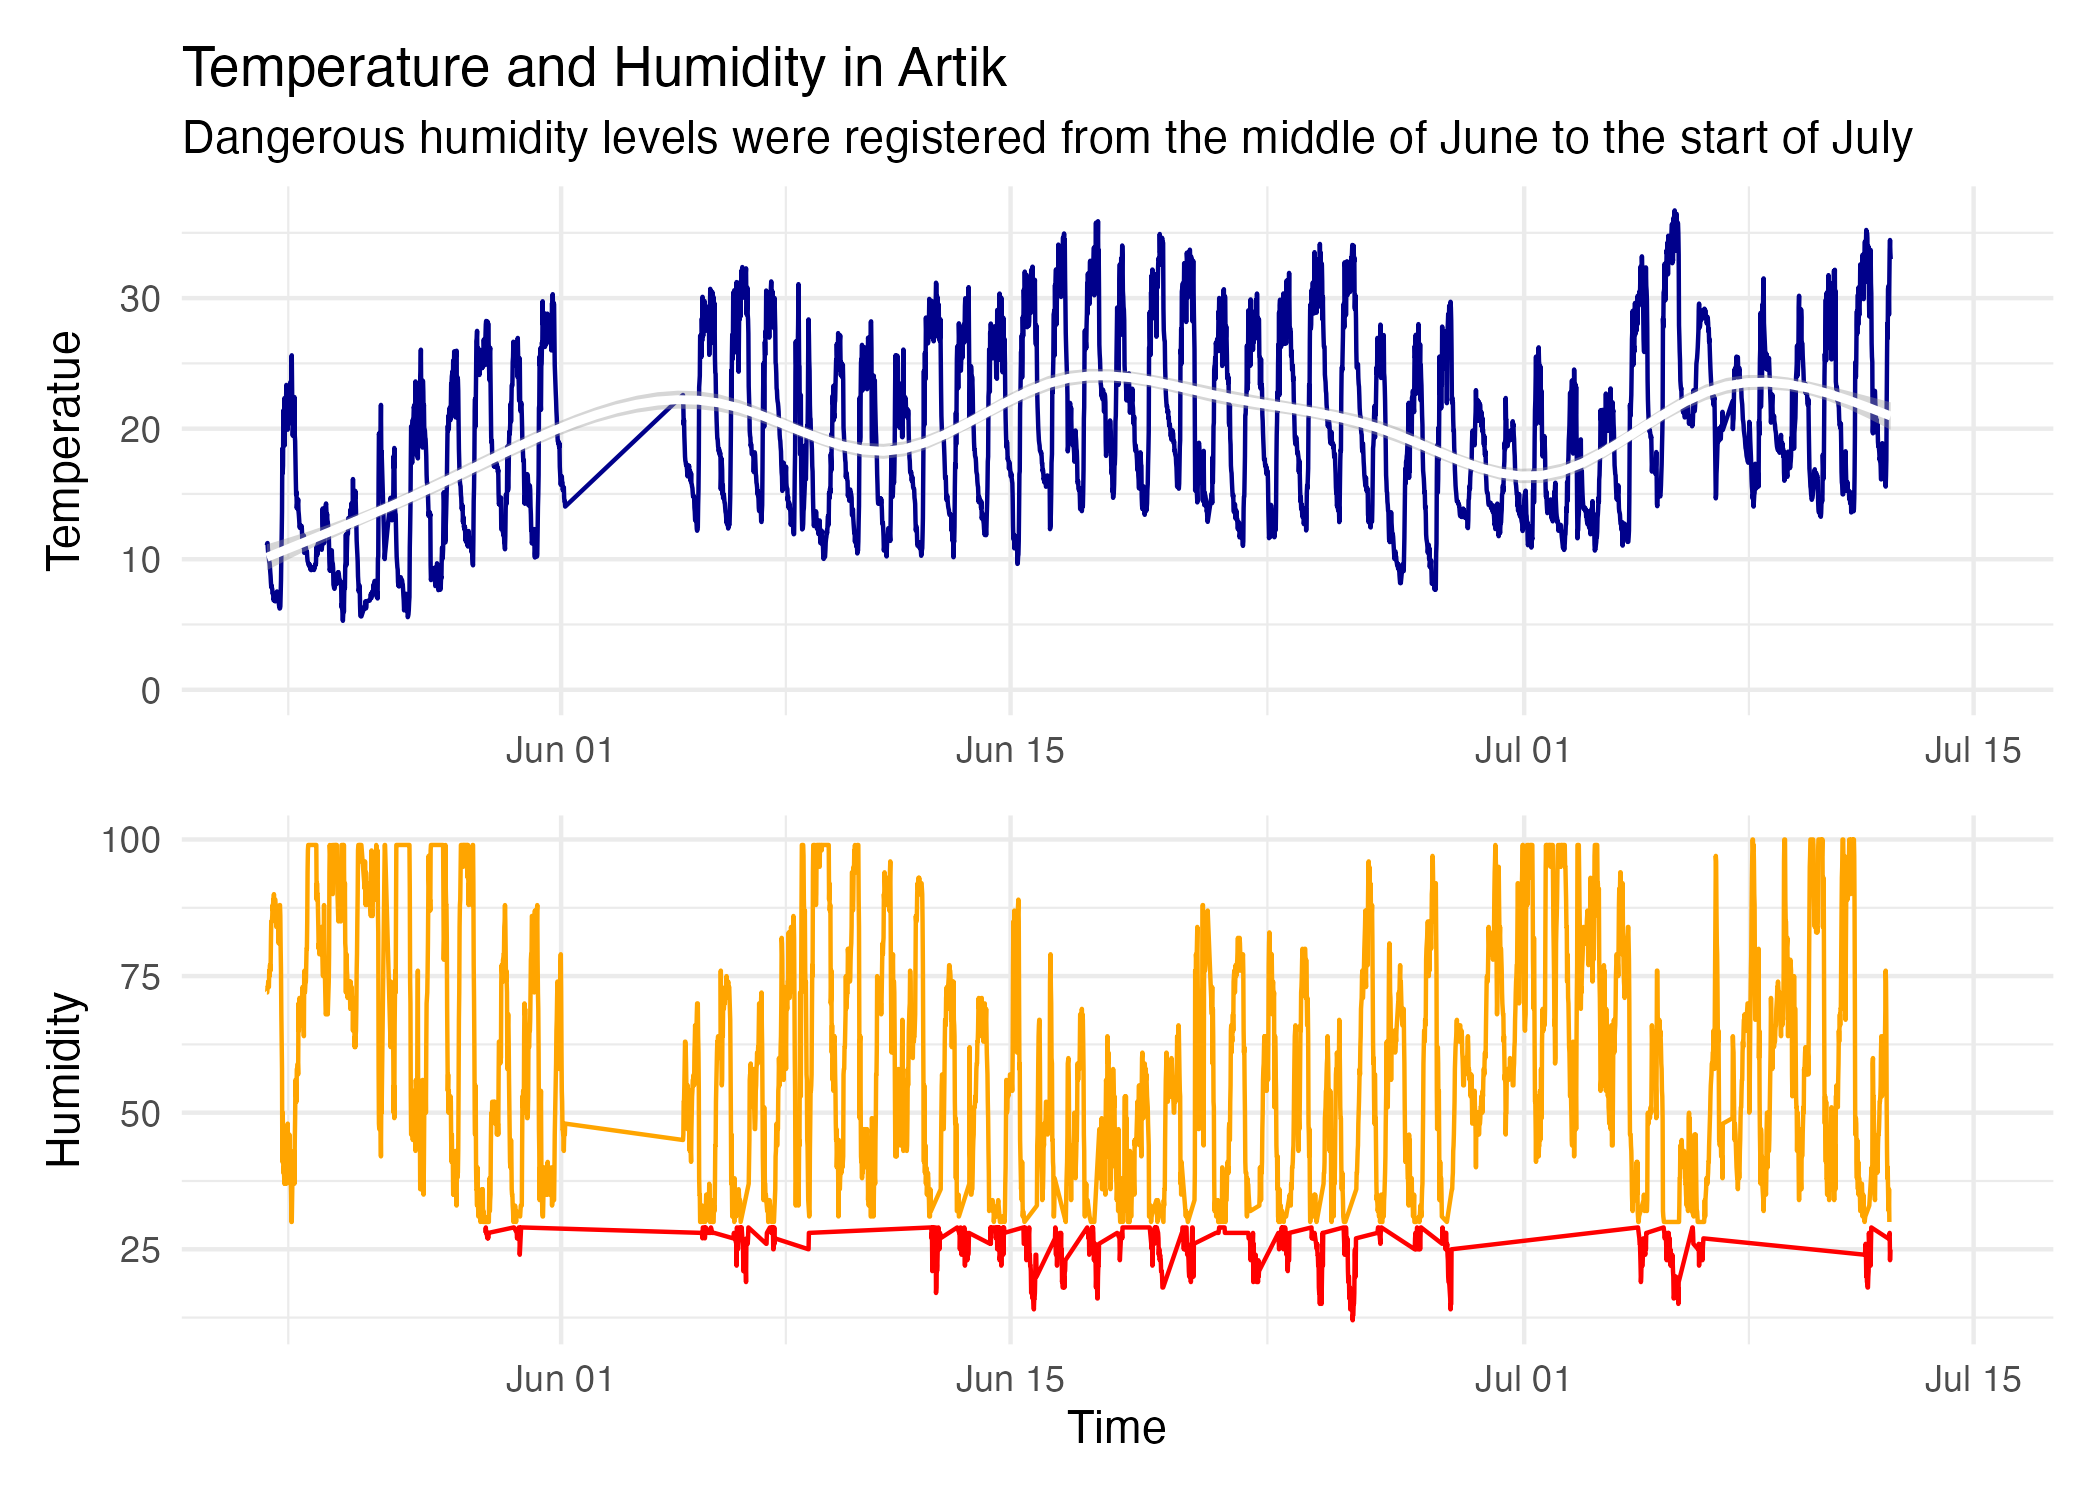 Temperature and Humidity in Artik
Dangerous humidity levels were registered from the middle of June to the start of July
Temperatue
30
20
10
0
Jun 01
Jun 15
Jul 01
Jul 15
Humidity
100
75
50
25
Jun 01
Jun 15
Jul 01
Jul 15
Time